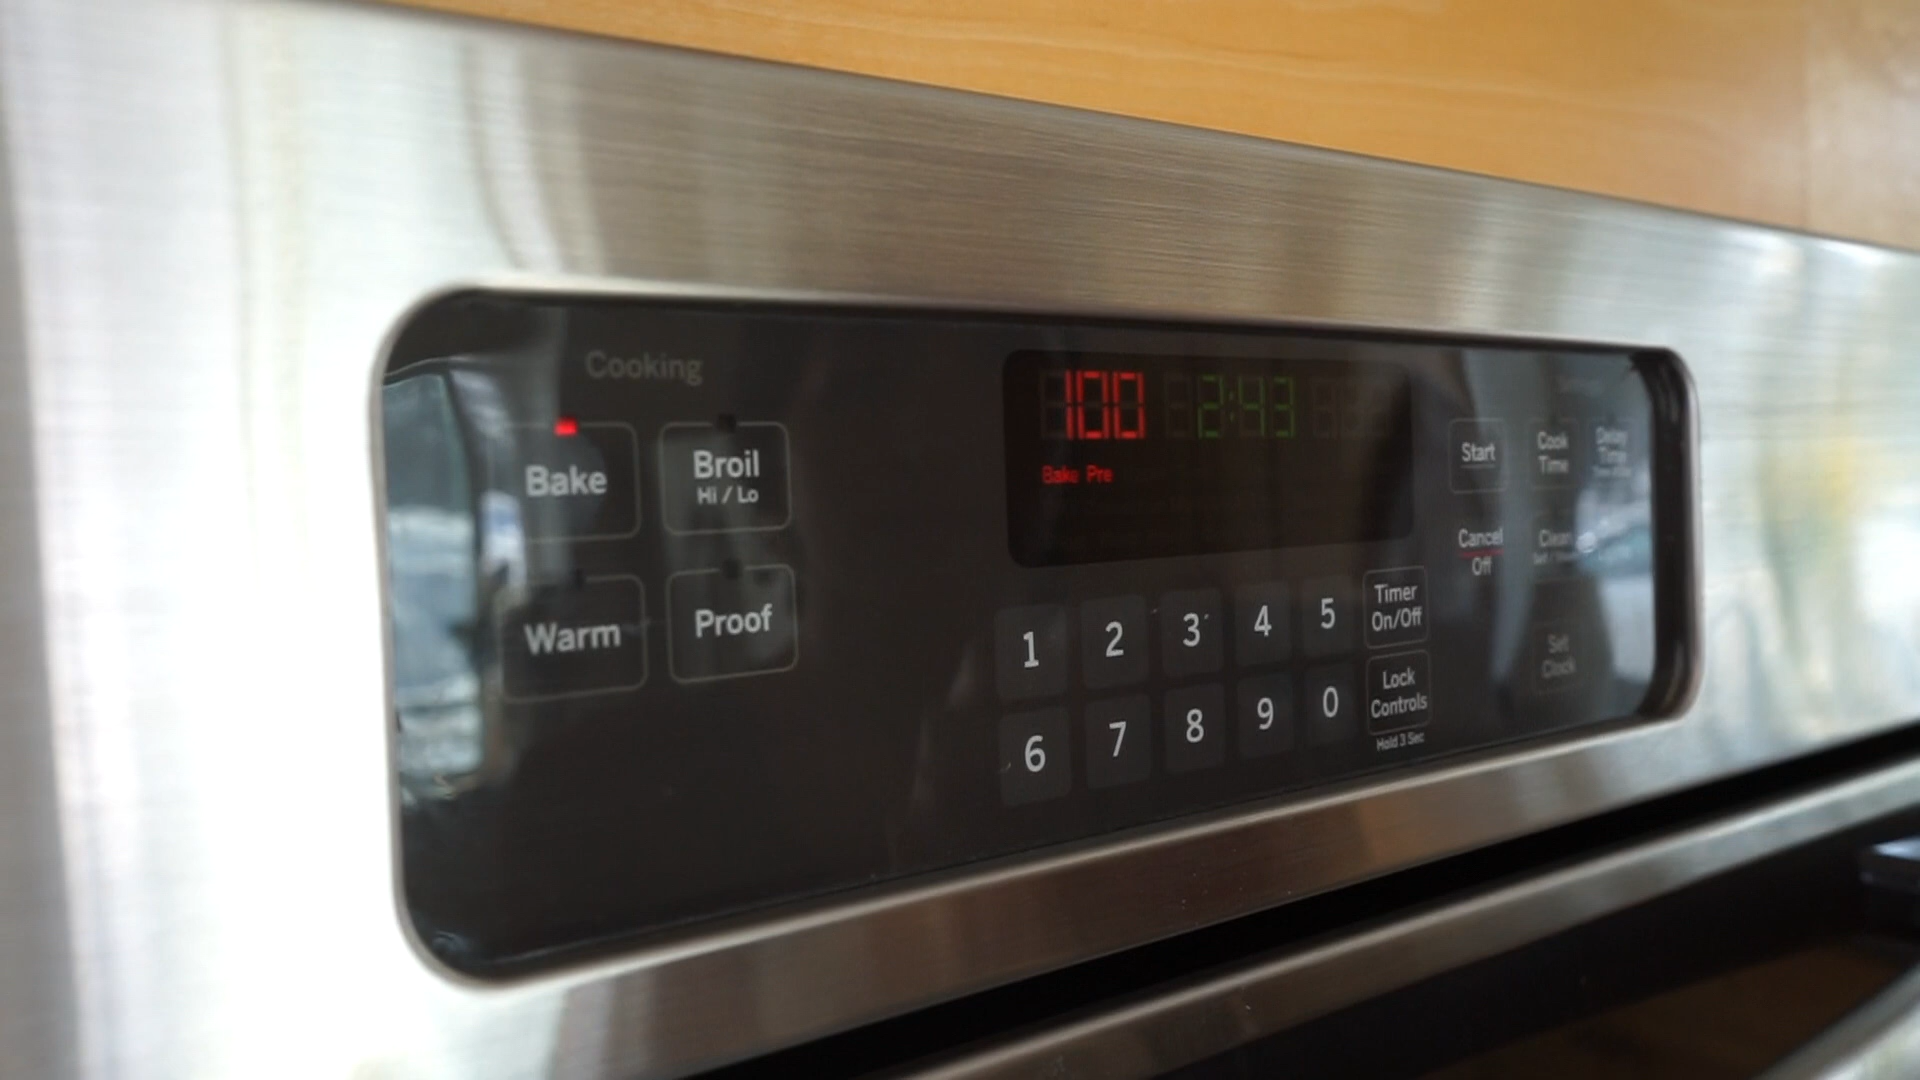 Cooking
Bake
Broil
Hi / Lo
Warm
Proof
100 2:43
Bake Pre
1 2 3 4 5
6 7 8 9 0
Timer
On/Off
Lock
Controls
Hold 3 Sec
Start
Cook
Time
Delay
Time
Cancel
Off
Clean
Set
Clock